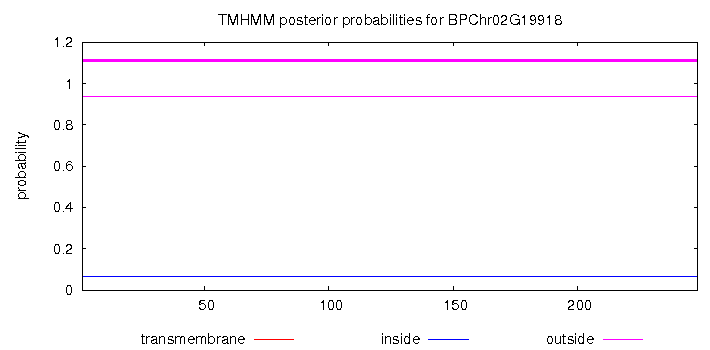 TMHMM posterior probabilities for BPChr02G19918
1.2
1
0.8
0.6
0.4
0.2
0
probability
50 100 150 200
transmembrane inside outside